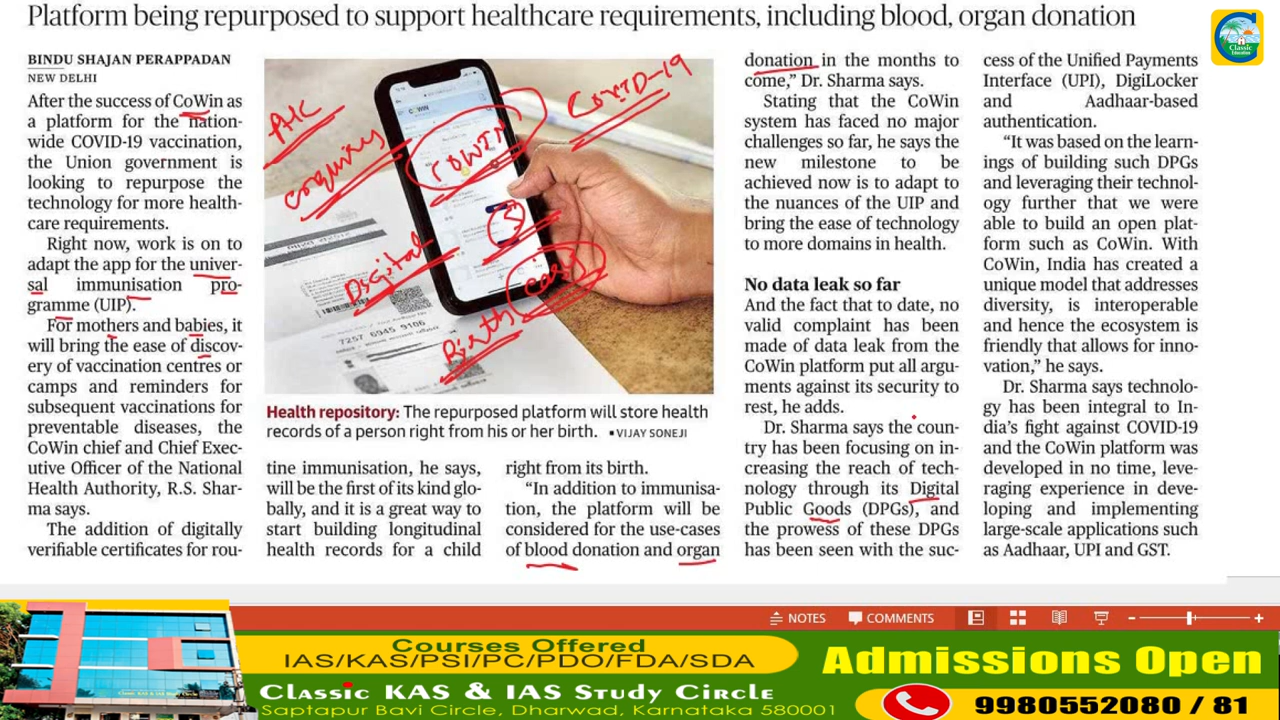 Platform being repurposed to support healthcare requirements, including blood, organ donation
BINDU SHAJAN PERAPPADAN
NEW DELHI
After the success of CoWin as
a platform for the nation-
wide COVID-19 vaccination,
the Union government is
looking to repurpose the
technology for more health-
care requirements.
Right now, work is on to
adapt the app for the univer-
sal immunisation pro-
gramme (UIP).
For mothers and babies, it
will bring the ease of discov-
ery of vaccination centres or
camps and reminders for
subsequent vaccinations for
preventable diseases, the
CoWin chief and Chief Exec-
utive Officer of the National
Health Authority, R.S. Shar-
ma says.
The addition of digitally
verifiable certificates for rou-
COVID-19
COWIN
Digital
Birth
7257 6945 9106
Health repository: The repurposed platform will store health
records of a person right from his or her birth. ▪ VIJAY SONEJI
tine immunisation, he says,
will be the first of its kind glo-
bally, and it is a great way to
start building longitudinal
health records for a child
right from its birth.
“In addition to immunisa-
tion, the platform will be
considered for the use-cases
of blood donation and organ
donation in the months to
come,” Dr. Sharma says.
Stating that the CoWin
system has faced no major
challenges so far, he says the
new milestone to be
achieved now is to adapt to
the nuances of the UIP and
bring the ease of technology
to more domains in health.
No data leak so far
And the fact that to date, no
valid complaint has been
made of data leak from the
CoWin platform put all argu-
ments against its security to
rest, he adds.
Dr. Sharma says the coun-
try has been focusing on in-
creasing the reach of tech-
nology through its Digital
Public Goods (DPGs), and
the prowess of these DPGs
has been seen with the suc-
cess of the Unified Payments
Interface (UPI), DigiLocker
and Aadhaar-based
authentication.
“It was based on the learn-
ings of building such DPGs
and leveraging their technol-
ogy further that we were
able to build an open plat-
form such as CoWin. With
CoWin, India has created a
unique model that addresses
diversity, is interoperable
and hence the ecosystem is
friendly that allows for inno-
vation,” he says.
Dr. Sharma says technolo-
gy has been integral to In-
dia’s fight against COVID-19
and the CoWin platform was
developed in no time, leve-
raging experience in deve-
loping and implementing
large-scale applications such
as Aadhaar, UPI and GST.
Classic
Education
NOTES
COMMENTS
Courses Offered
IAS/KAS/PSI/PC/PDO/FDA/SDA
Classic KAS & IAS Study Circle
Saptapur Bavi Circle, Dharwad, Karnataka 580001
Admissions Open
9980552080 / 81